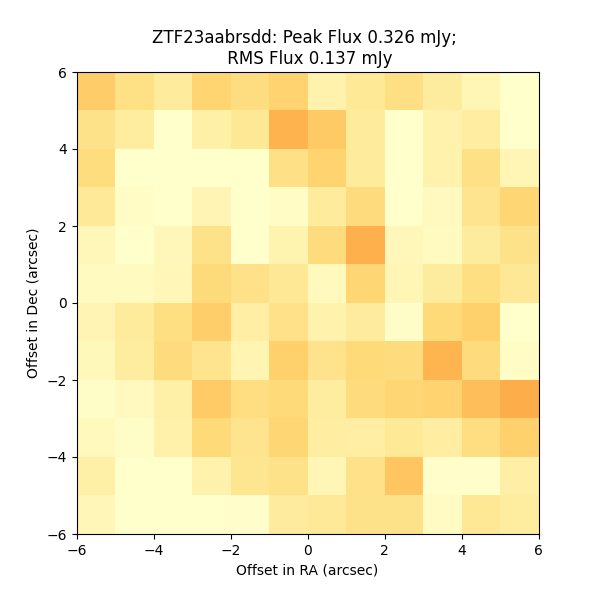 ZTF23aabrsdd: Peak Flux 0.326 mJy;
RMS Flux 0.137 mJy
6
4
2
0
−2
−4
−6
Offset in Dec (arcsec)
−6 −4 −2 0 2 4 6
Offset in RA (arcsec)